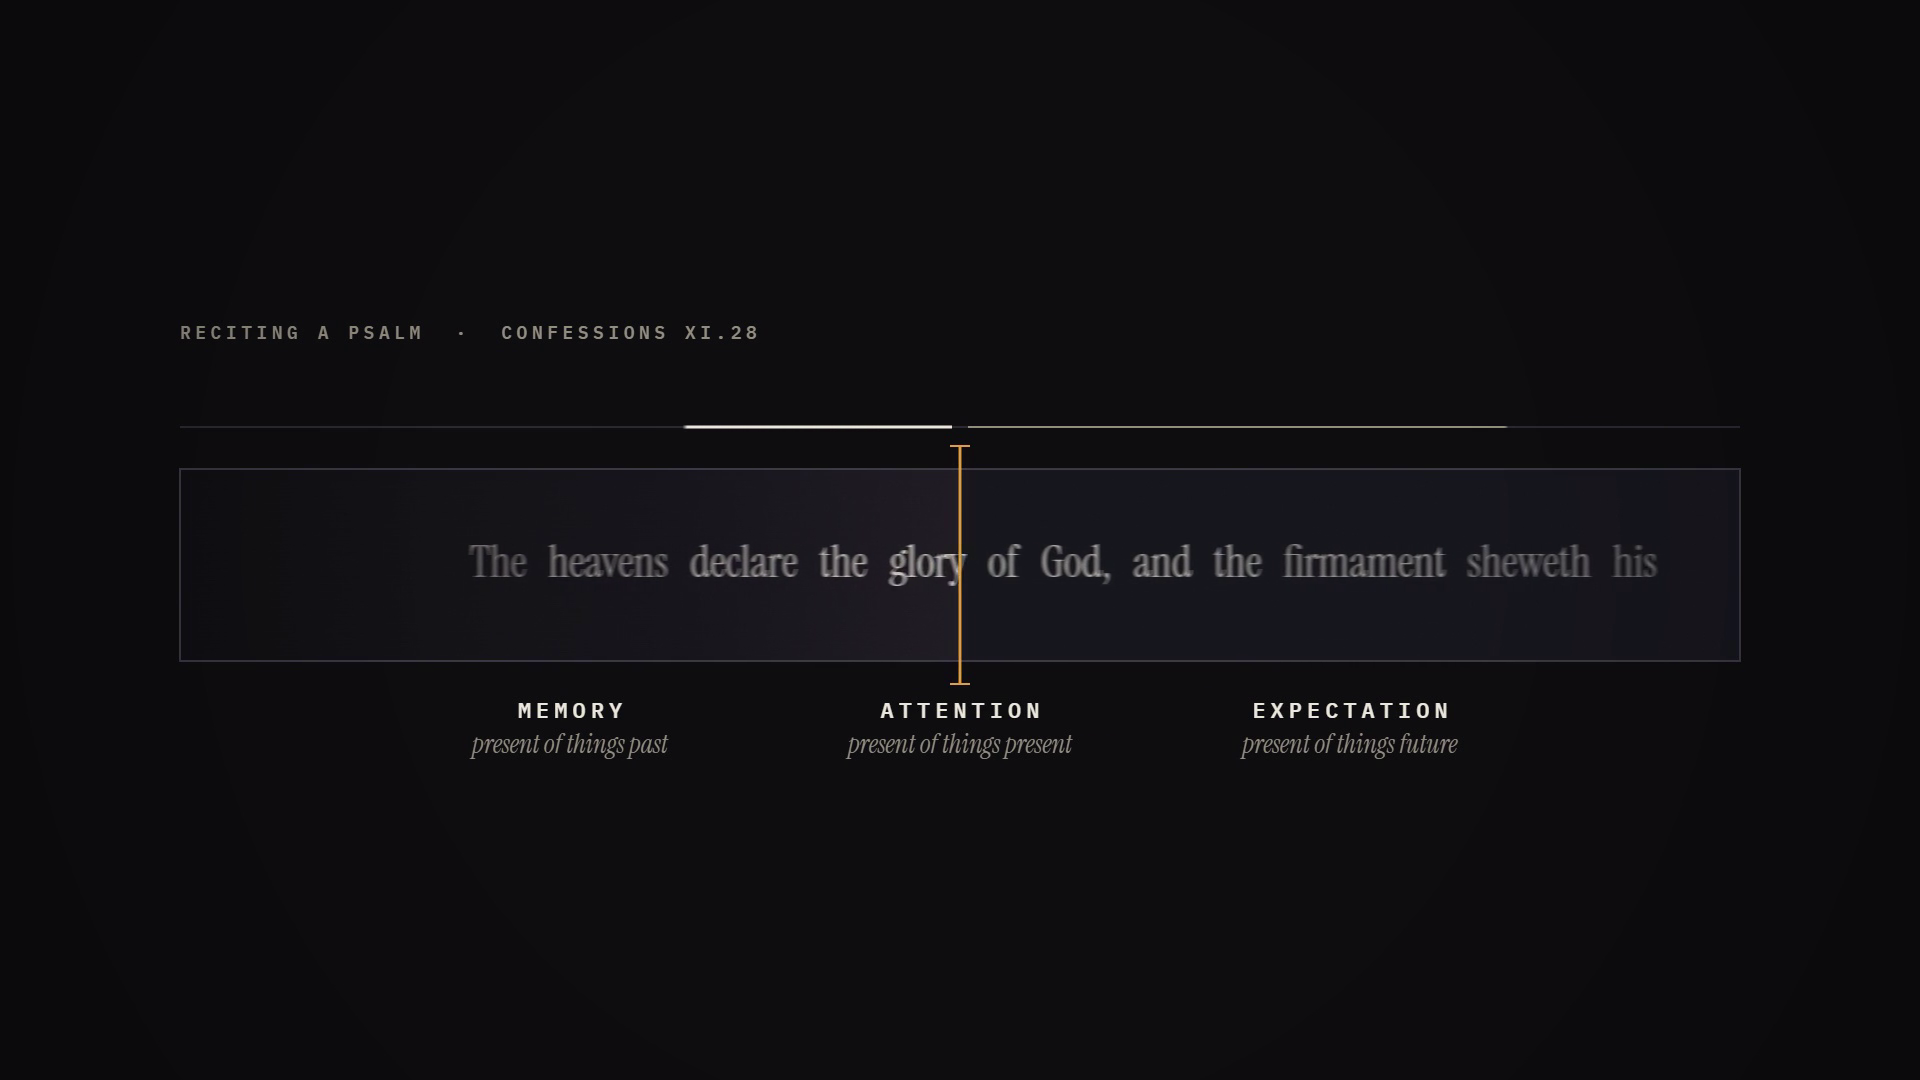 RECITING A PSALM · CONFESSIONS XI.28
The heavens declare the glory of God, and the firmament sheweth his
MEMORY ATTENTION EXPECTATION
present of things past present of things present present of things future